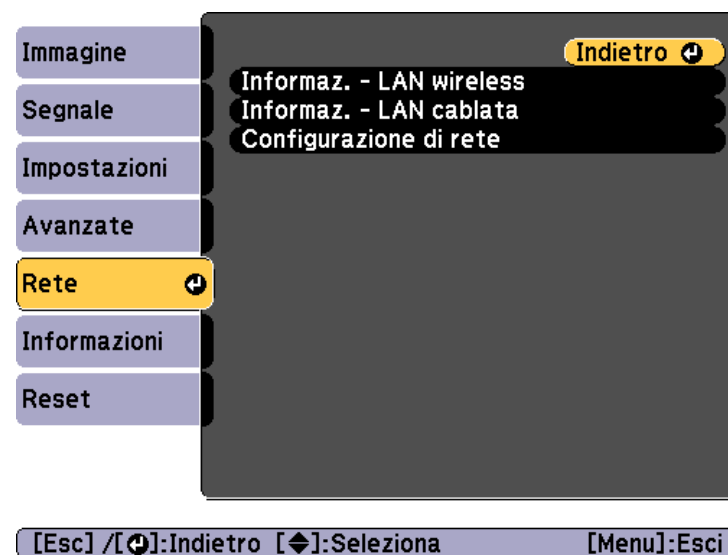 Immagine
Segnale
Impostazioni
Avanzate
Rete
Informazioni
Reset
Indietro
Informaz. - LAN wireless
Informaz. - LAN cablata
Configurazione di rete
[Esc] /[⏎]:Indietro [◆]:Seleziona [Menu]:Esci